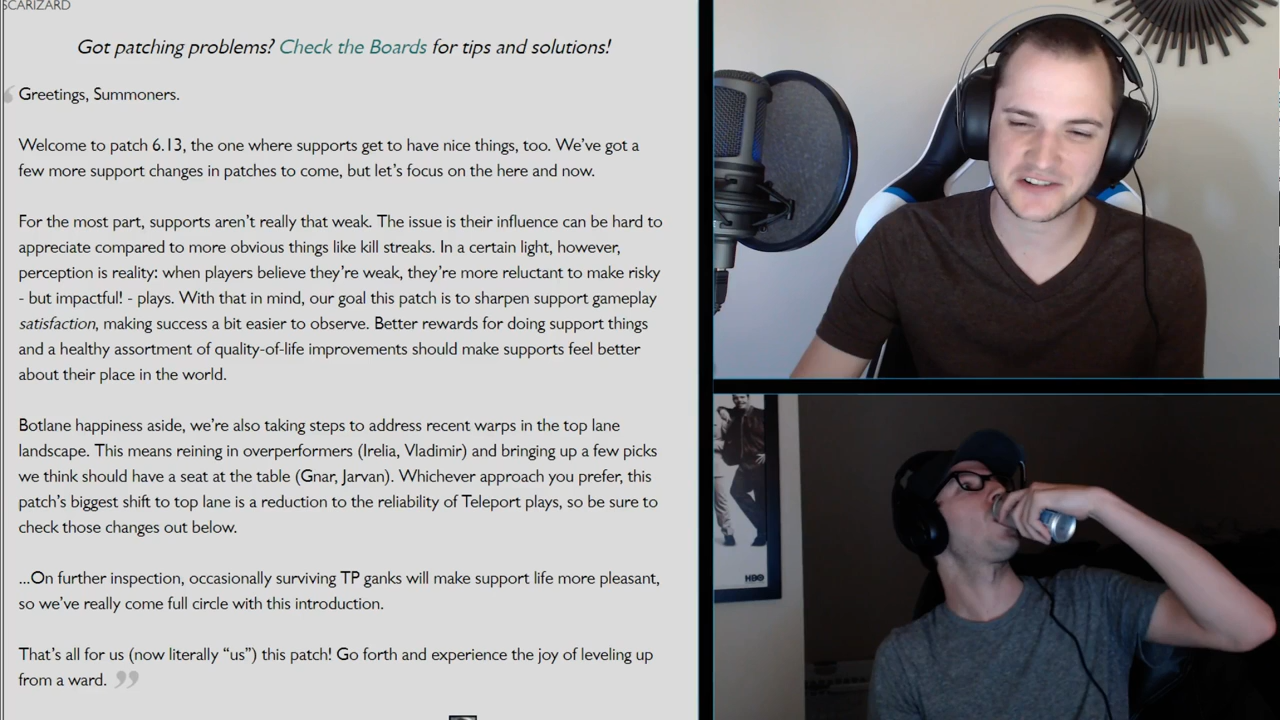 SCARIZARD
Got patching problems? Check the Boards for tips and solutions!
Greetings, Summoners.
Welcome to patch 6.13, the one where supports get to have nice things, too. We've got a
few more support changes in patches to come, but let's focus on the here and now.
For the most part, supports aren't really that weak. The issue is their influence can be hard to
appreciate compared to more obvious things like kill streaks. In a certain light, however,
perception is reality: when players believe they're weak, they're more reluctant to make risky
- but impactful! - plays. With that in mind, our goal this patch is to sharpen support gameplay
satisfaction, making success a bit easier to observe. Better rewards for doing support things
and a healthy assortment of quality-of-life improvements should make supports feel better
about their place in the world.
Botlane happiness aside, we're also taking steps to address recent warps in the top lane
landscape. This means reining in overperformers (Irelia, Vladimir) and bringing up a few picks
we think should have a seat at the table (Gnar, Jarvan). Whichever approach you prefer, this
patch's biggest shift to top lane is a reduction to the reliability of Teleport plays, so be sure to
check those changes out below.
...On further inspection, occasionally surviving TP ganks will make support life more pleasant,
so we've really come full circle with this introduction.
That's all for us (now literally “us”) this patch! Go forth and experience the joy of leveling up
from a ward. ”
HBO